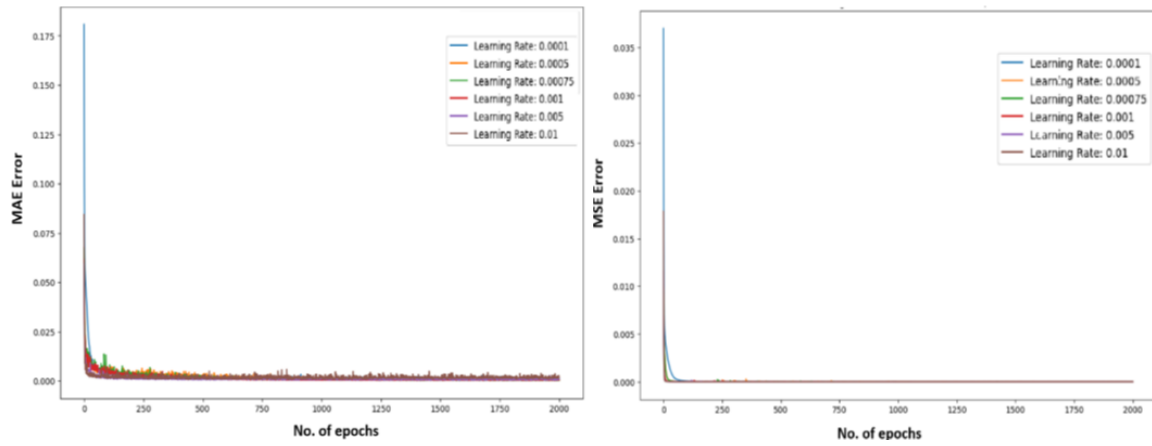 0.175
0.150
0.125
0.100
0.075
0.050
0.025
0.000
MAE Error
0
250
500
750
1000
1250
1500
1750
2000
No. of epochs
Learning Rate: 0.0001
Learning Rate: 0.0005
Learning Rate: 0.00075
Learning Rate: 0.001
Learning Rate: 0.005
Learning Rate: 0.01
0.035
0.030
0.025
0.020
0.015
0.010
0.005
0.000
MSE Error
0
250
500
750
1000
1250
1500
1750
2000
No. of epochs
Learning Rate: 0.0001
Learning Rate: 0.0005
Learning Rate: 0.00075
Learning Rate: 0.001
Learning Rate: 0.005
Learning Rate: 0.01